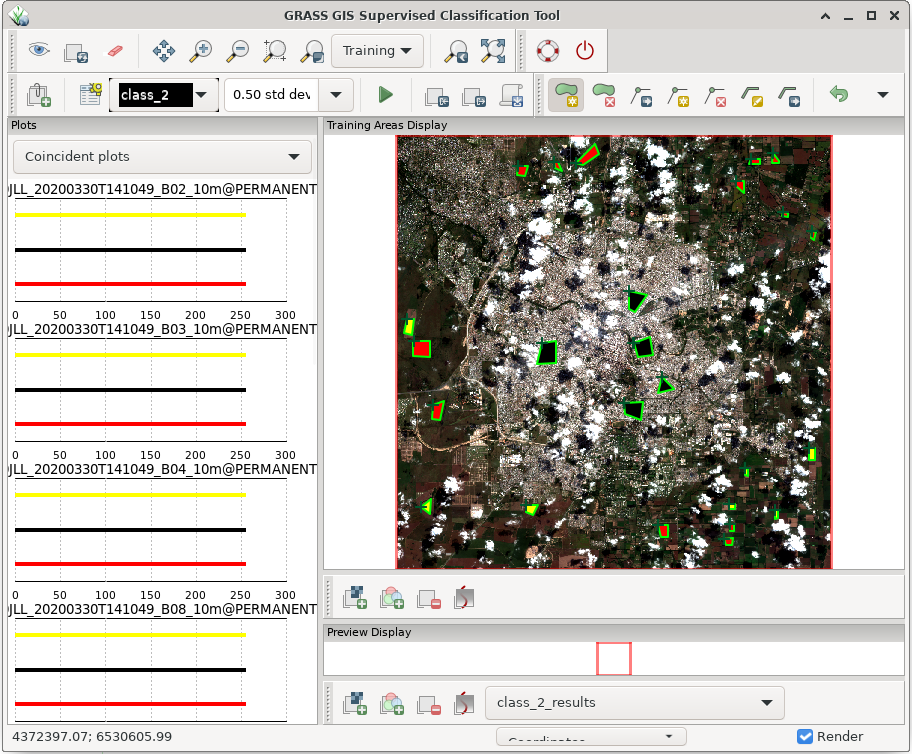 GRASS GIS Supervised Classification Tool
Training
class_2
0.50 std dev
Plots
Training Areas Display
Coincident plots
JLL_20200330T141049_B02_10m@PERMANENT
0 50 100 150 200 250 300
JLL_20200330T141049_B03_10m@PERMANENT
0 50 100 150 200 250 300
JLL_20200330T141049_B04_10m@PERMANENT
0 50 100 150 200 250 300
JLL_20200330T141049_B08_10m@PERMANENT
Preview Display
class_2_results
4372397.07; 6530605.99
Coordinates
Render